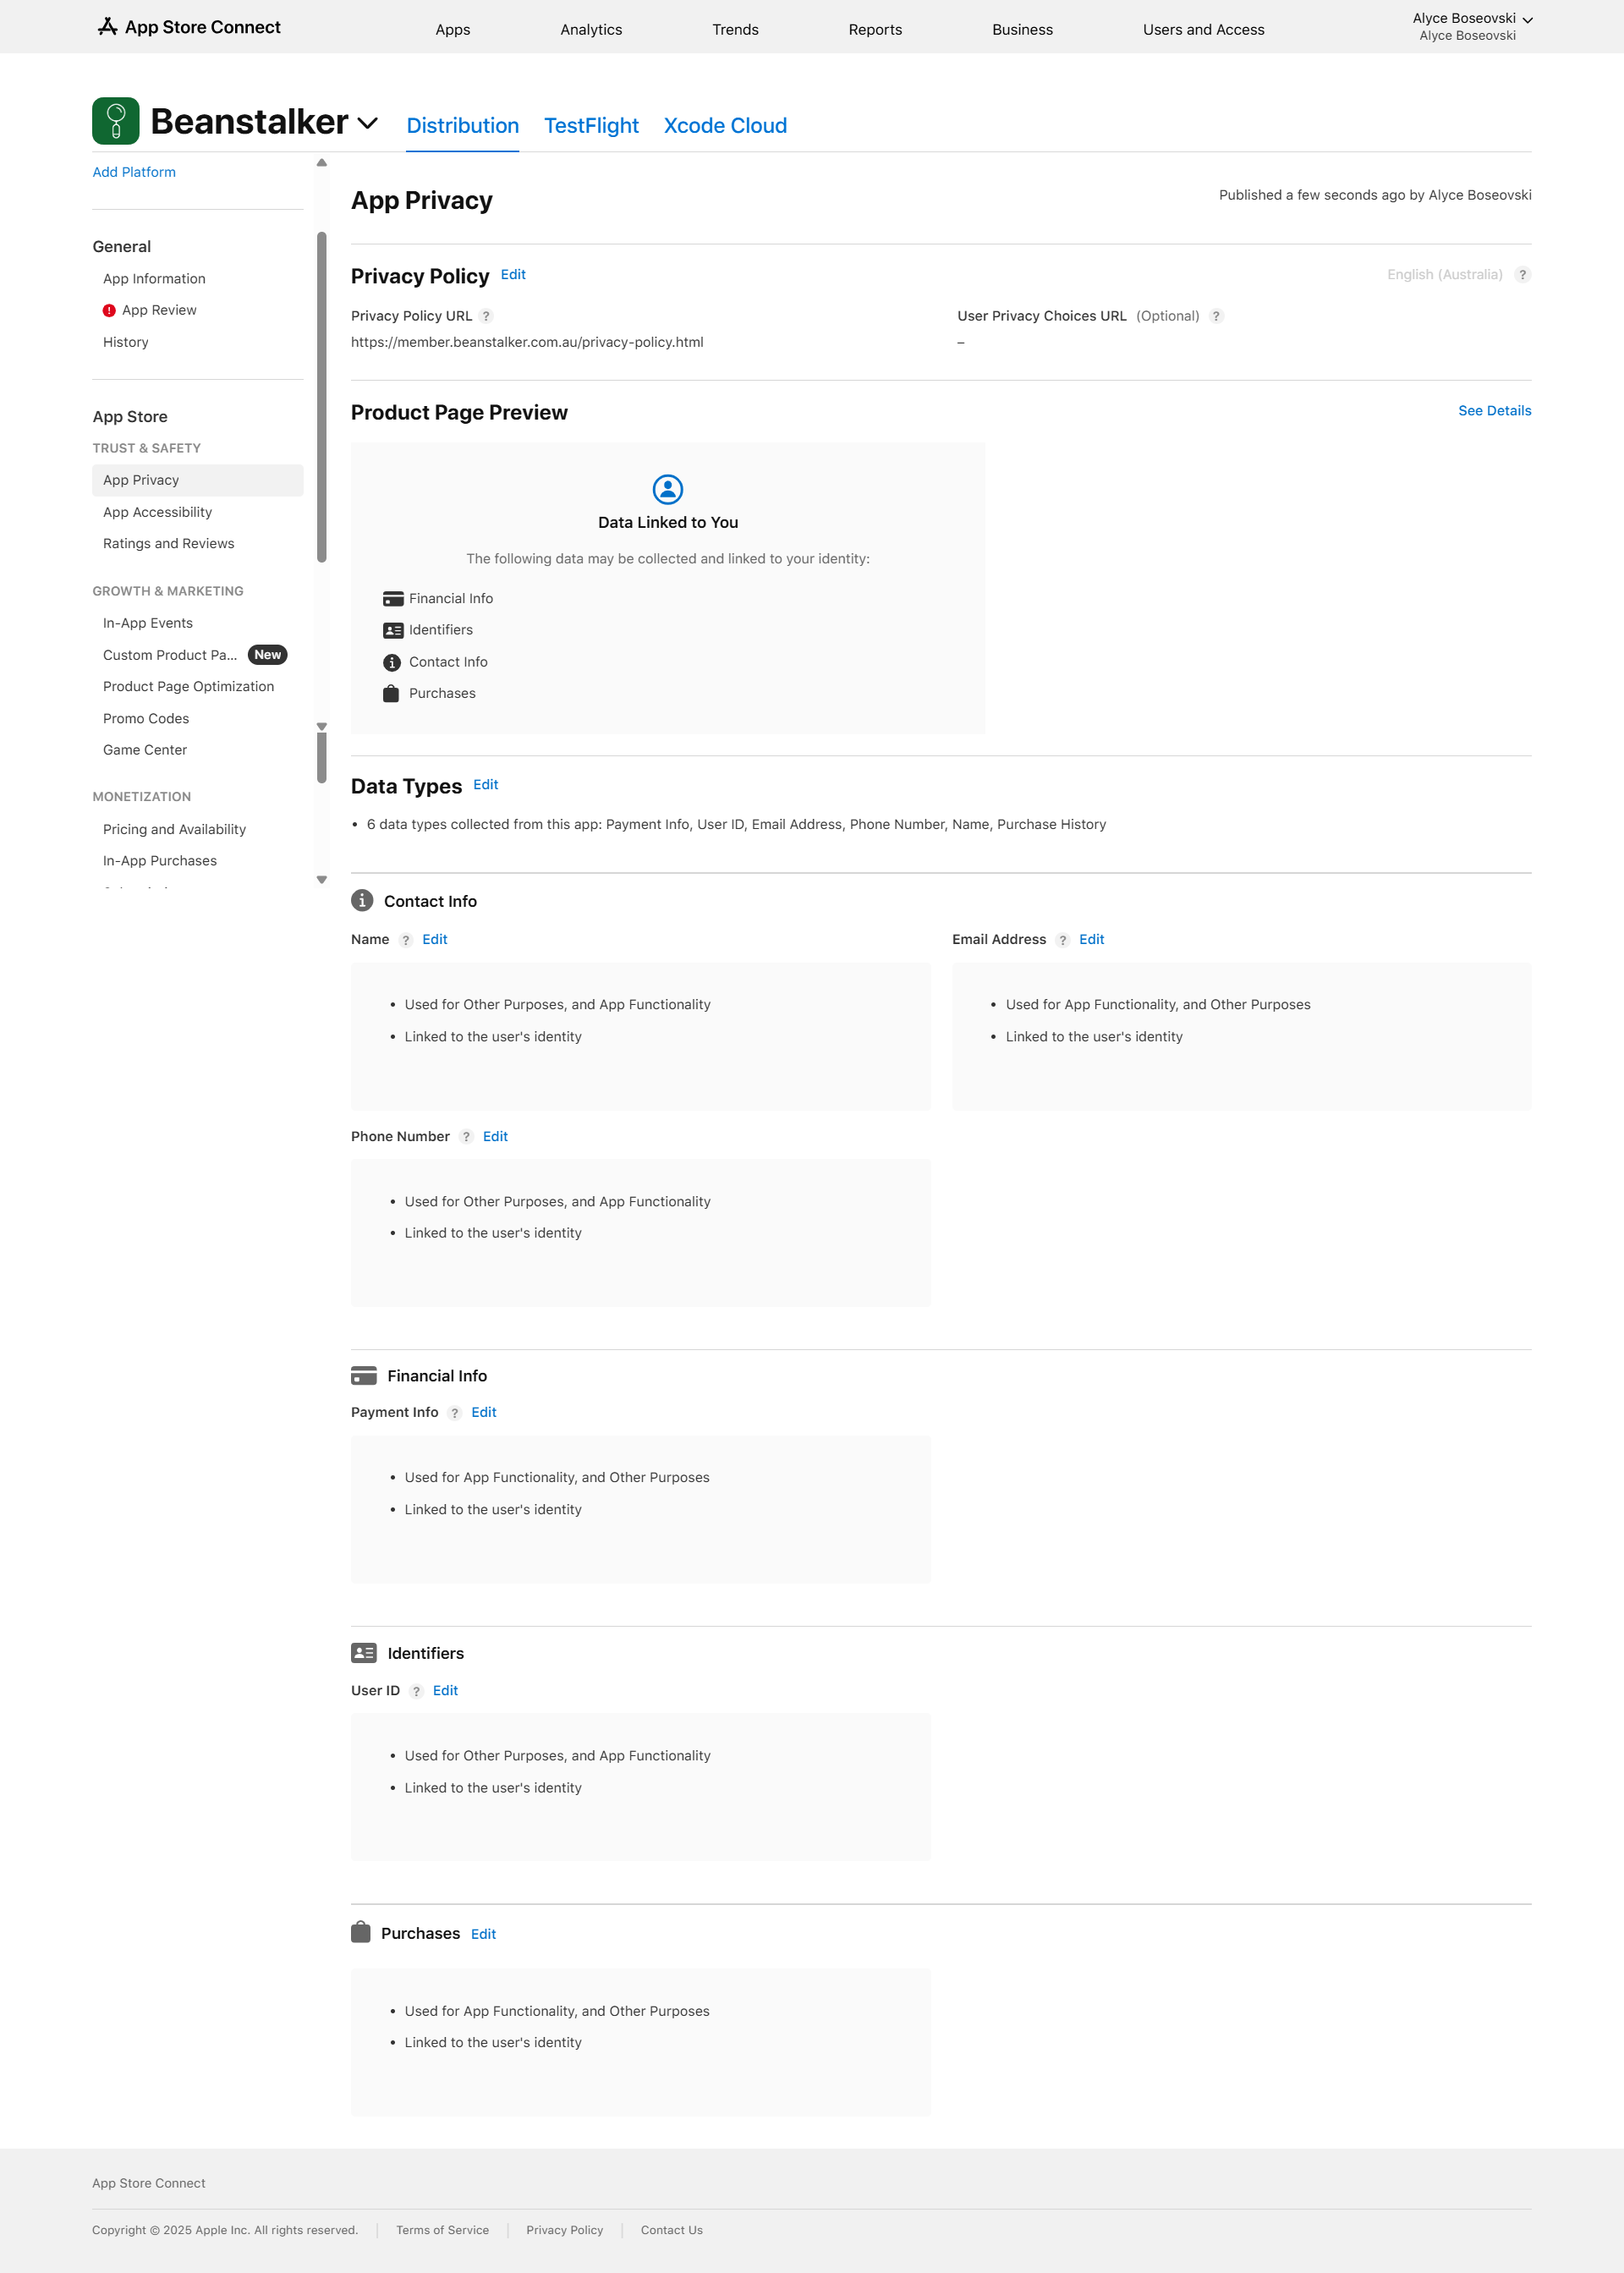 App Store Connect
Apps
Analytics
Trends
Reports
Business
Users and Access
Alyce Boseovski
Alyce Boseovski
Beanstalker
Distribution
TestFlight
Xcode Cloud
Add Platform
General
App Information
App Review
History
App Store
TRUST & SAFETY
App Privacy
App Accessibility
Ratings and Reviews
GROWTH & MARKETING
In-App Events
Custom Product Pa... New
Product Page Optimization
Promo Codes
Game Center
MONETIZATION
Pricing and Availability
In-App Purchases
App Privacy
Published a few seconds ago by Alyce Boseovski
Privacy Policy Edit
English (Australia) ?
Privacy Policy URL ?
https://member.beanstalker.com.au/privacy-policy.html
User Privacy Choices URL (Optional) ?
–
Product Page Preview
See Details
Data Linked to You
The following data may be collected and linked to your identity:
Financial Info
Identifiers
Contact Info
Purchases
Data Types Edit
• 6 data types collected from this app: Payment Info, User ID, Email Address, Phone Number, Name, Purchase History
Contact Info
Name ? Edit
• Used for Other Purposes, and App Functionality
• Linked to the user's identity
Email Address ? Edit
• Used for App Functionality, and Other Purposes
• Linked to the user's identity
Phone Number ? Edit
• Used for Other Purposes, and App Functionality
• Linked to the user's identity
Financial Info
Payment Info ? Edit
• Used for App Functionality, and Other Purposes
• Linked to the user's identity
Identifiers
User ID ? Edit
• Used for Other Purposes, and App Functionality
• Linked to the user's identity
Purchases Edit
• Used for App Functionality, and Other Purposes
• Linked to the user's identity
App Store Connect
Copyright © 2025 Apple Inc. All rights reserved.
Terms of Service
Privacy Policy
Contact Us